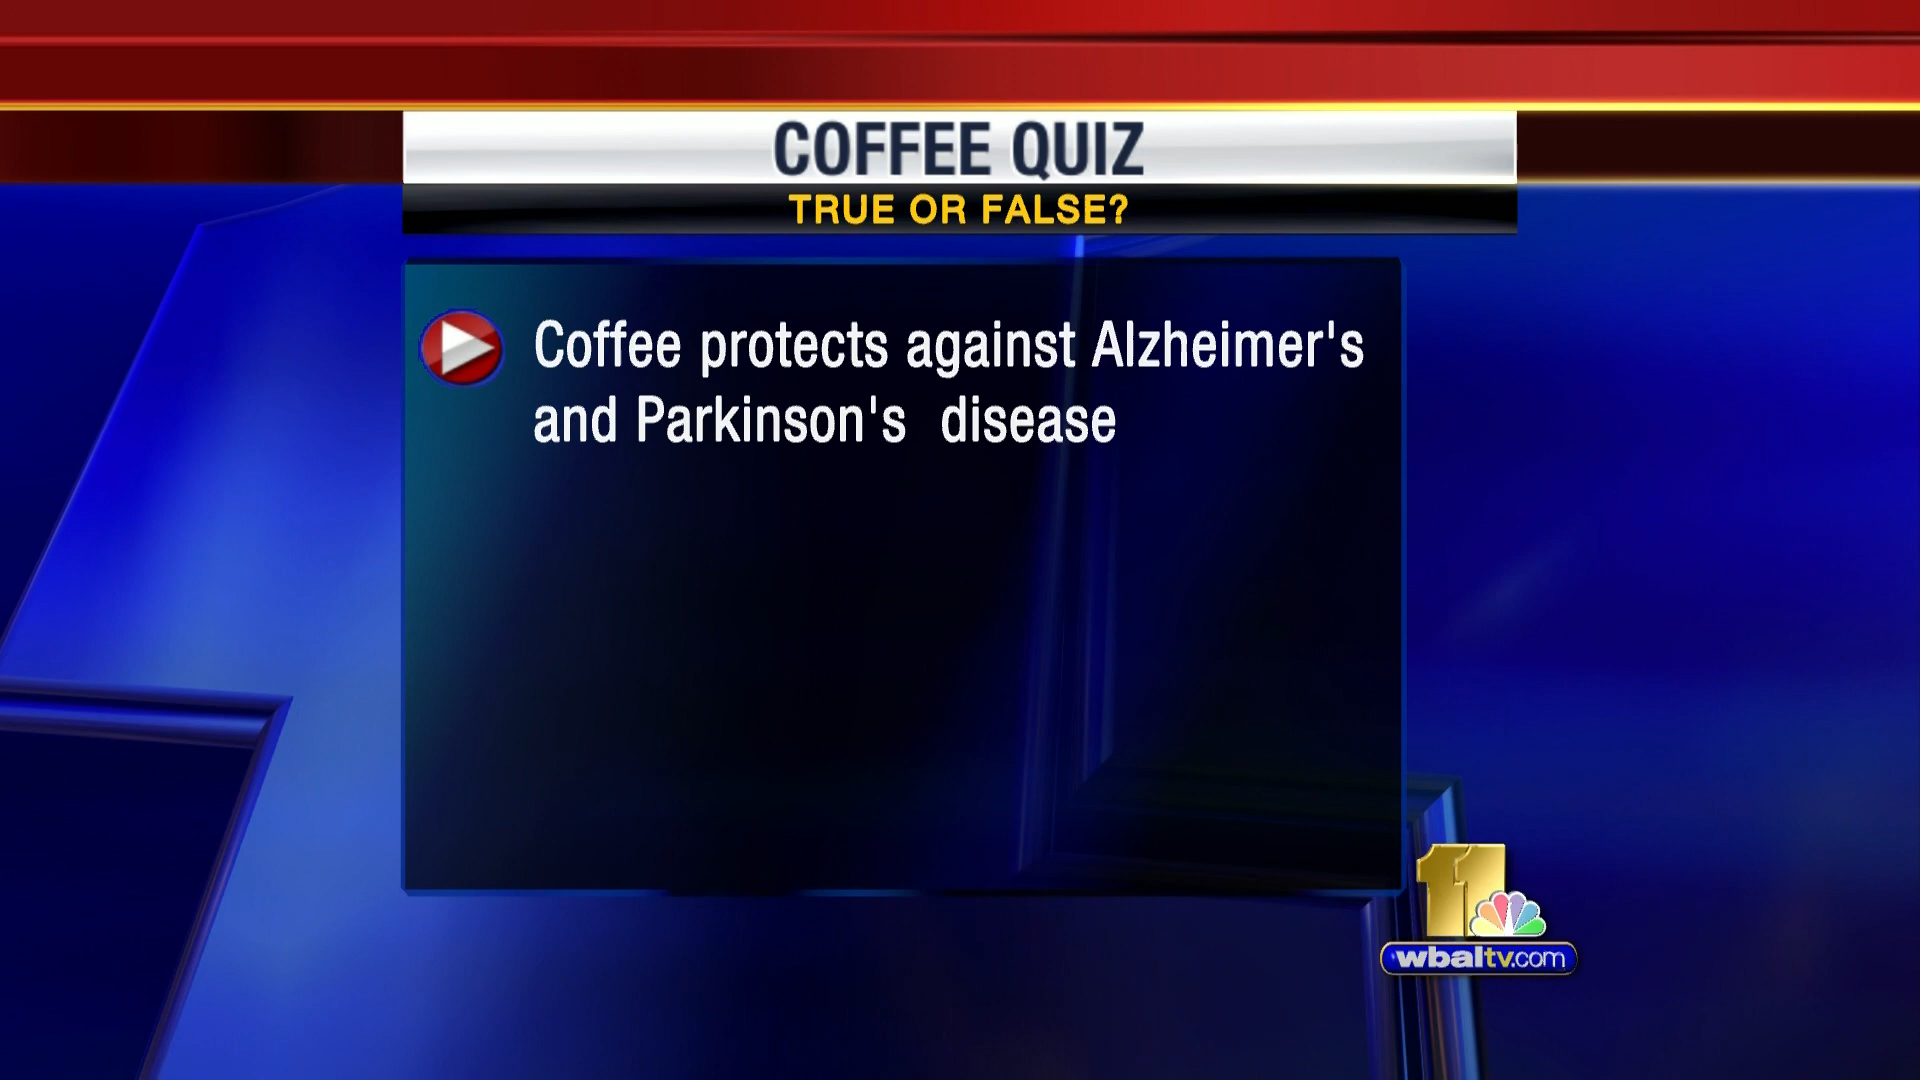 COFFEE QUIZ
TRUE OR FALSE?
Coffee protects against Alzheimer's
and Parkinson's  disease
11
wbaltv.com